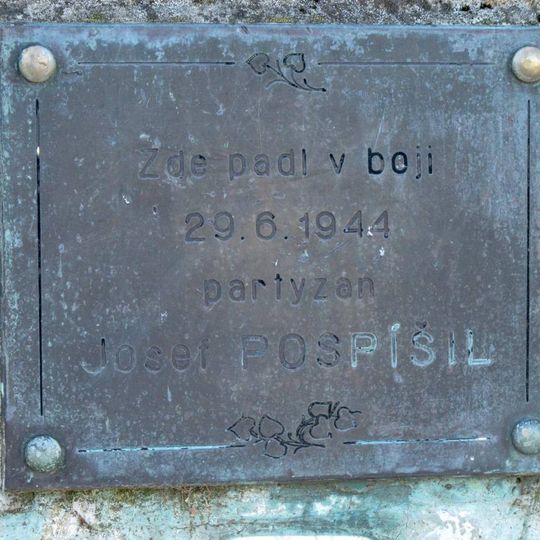 Zde padl v boji
29.6.1944
partyzan
Josef POSPÍŠIL